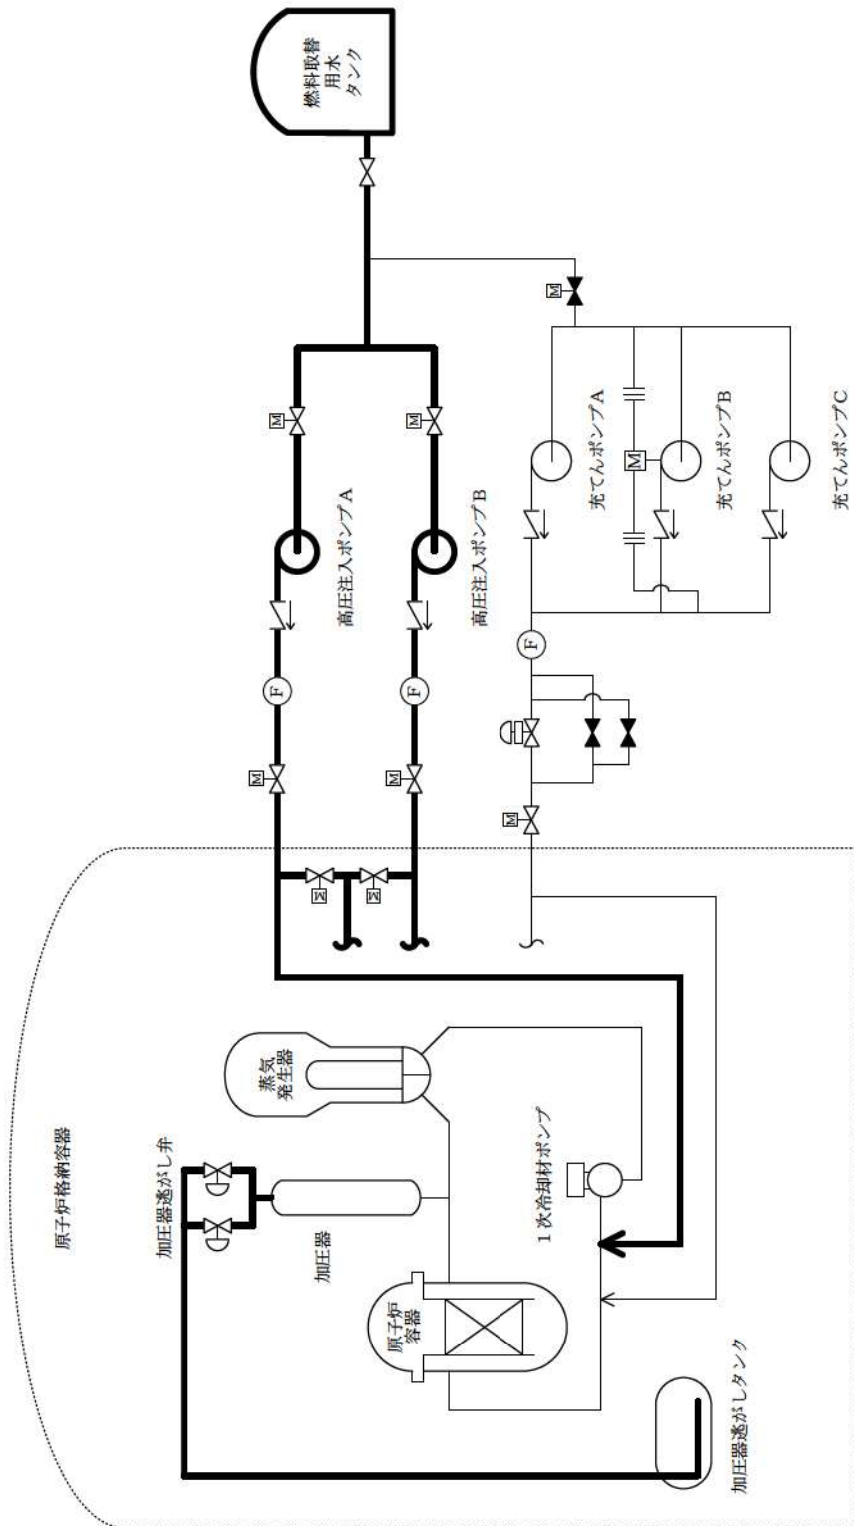 燃料取替
用水
タンク
M
M
M
高圧注入ポンプA
高圧注入ポンプB
充てんポンプA
M
充てんポンプB
充てんポンプC
F
F
F
M
M
M
M
M
原子炉格納容器
蒸気
発生器
加圧器逃がし弁
加圧器
1次冷却材ポンプ
原子炉
容器
加圧器逃がしタンク